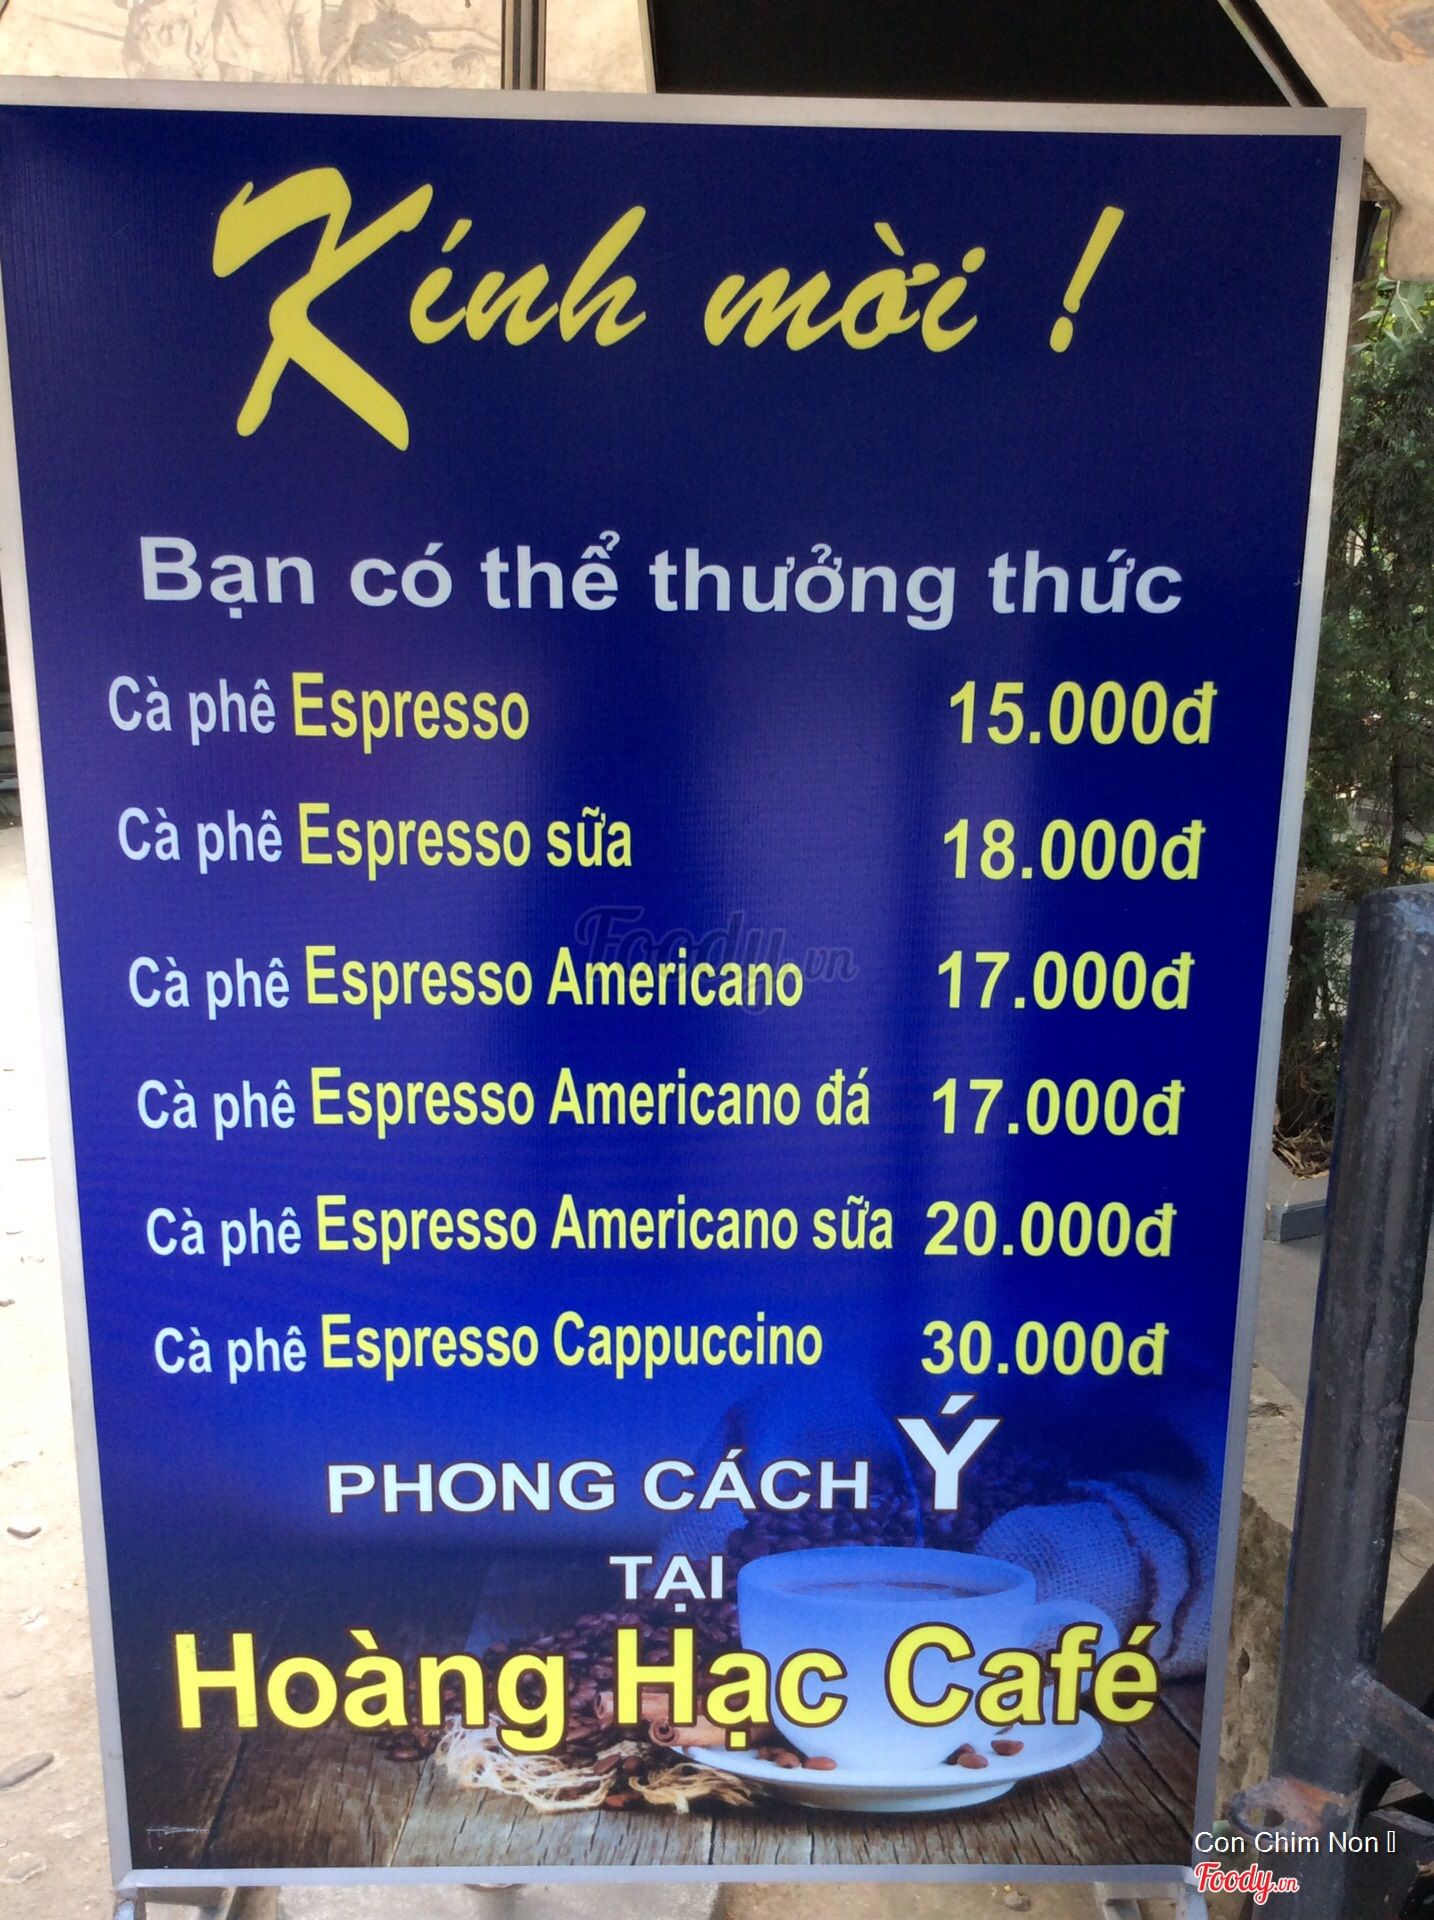 Kính mời !
Bạn có thể thưởng thức
Cà phê Espresso 15.000đ
Cà phê Espresso sữa 18.000đ
Foody.vn
Cà phê Espresso Americano 17.000đ
Cà phê Espresso Americano đá 17.000đ
Cà phê Espresso Americano sữa 20.000đ
Cà phê Espresso Cappuccino 30.000đ
PHONG CÁCH Ý
TẠI
Hoàng Hạc Café
Con Chim Non
Foody.vn